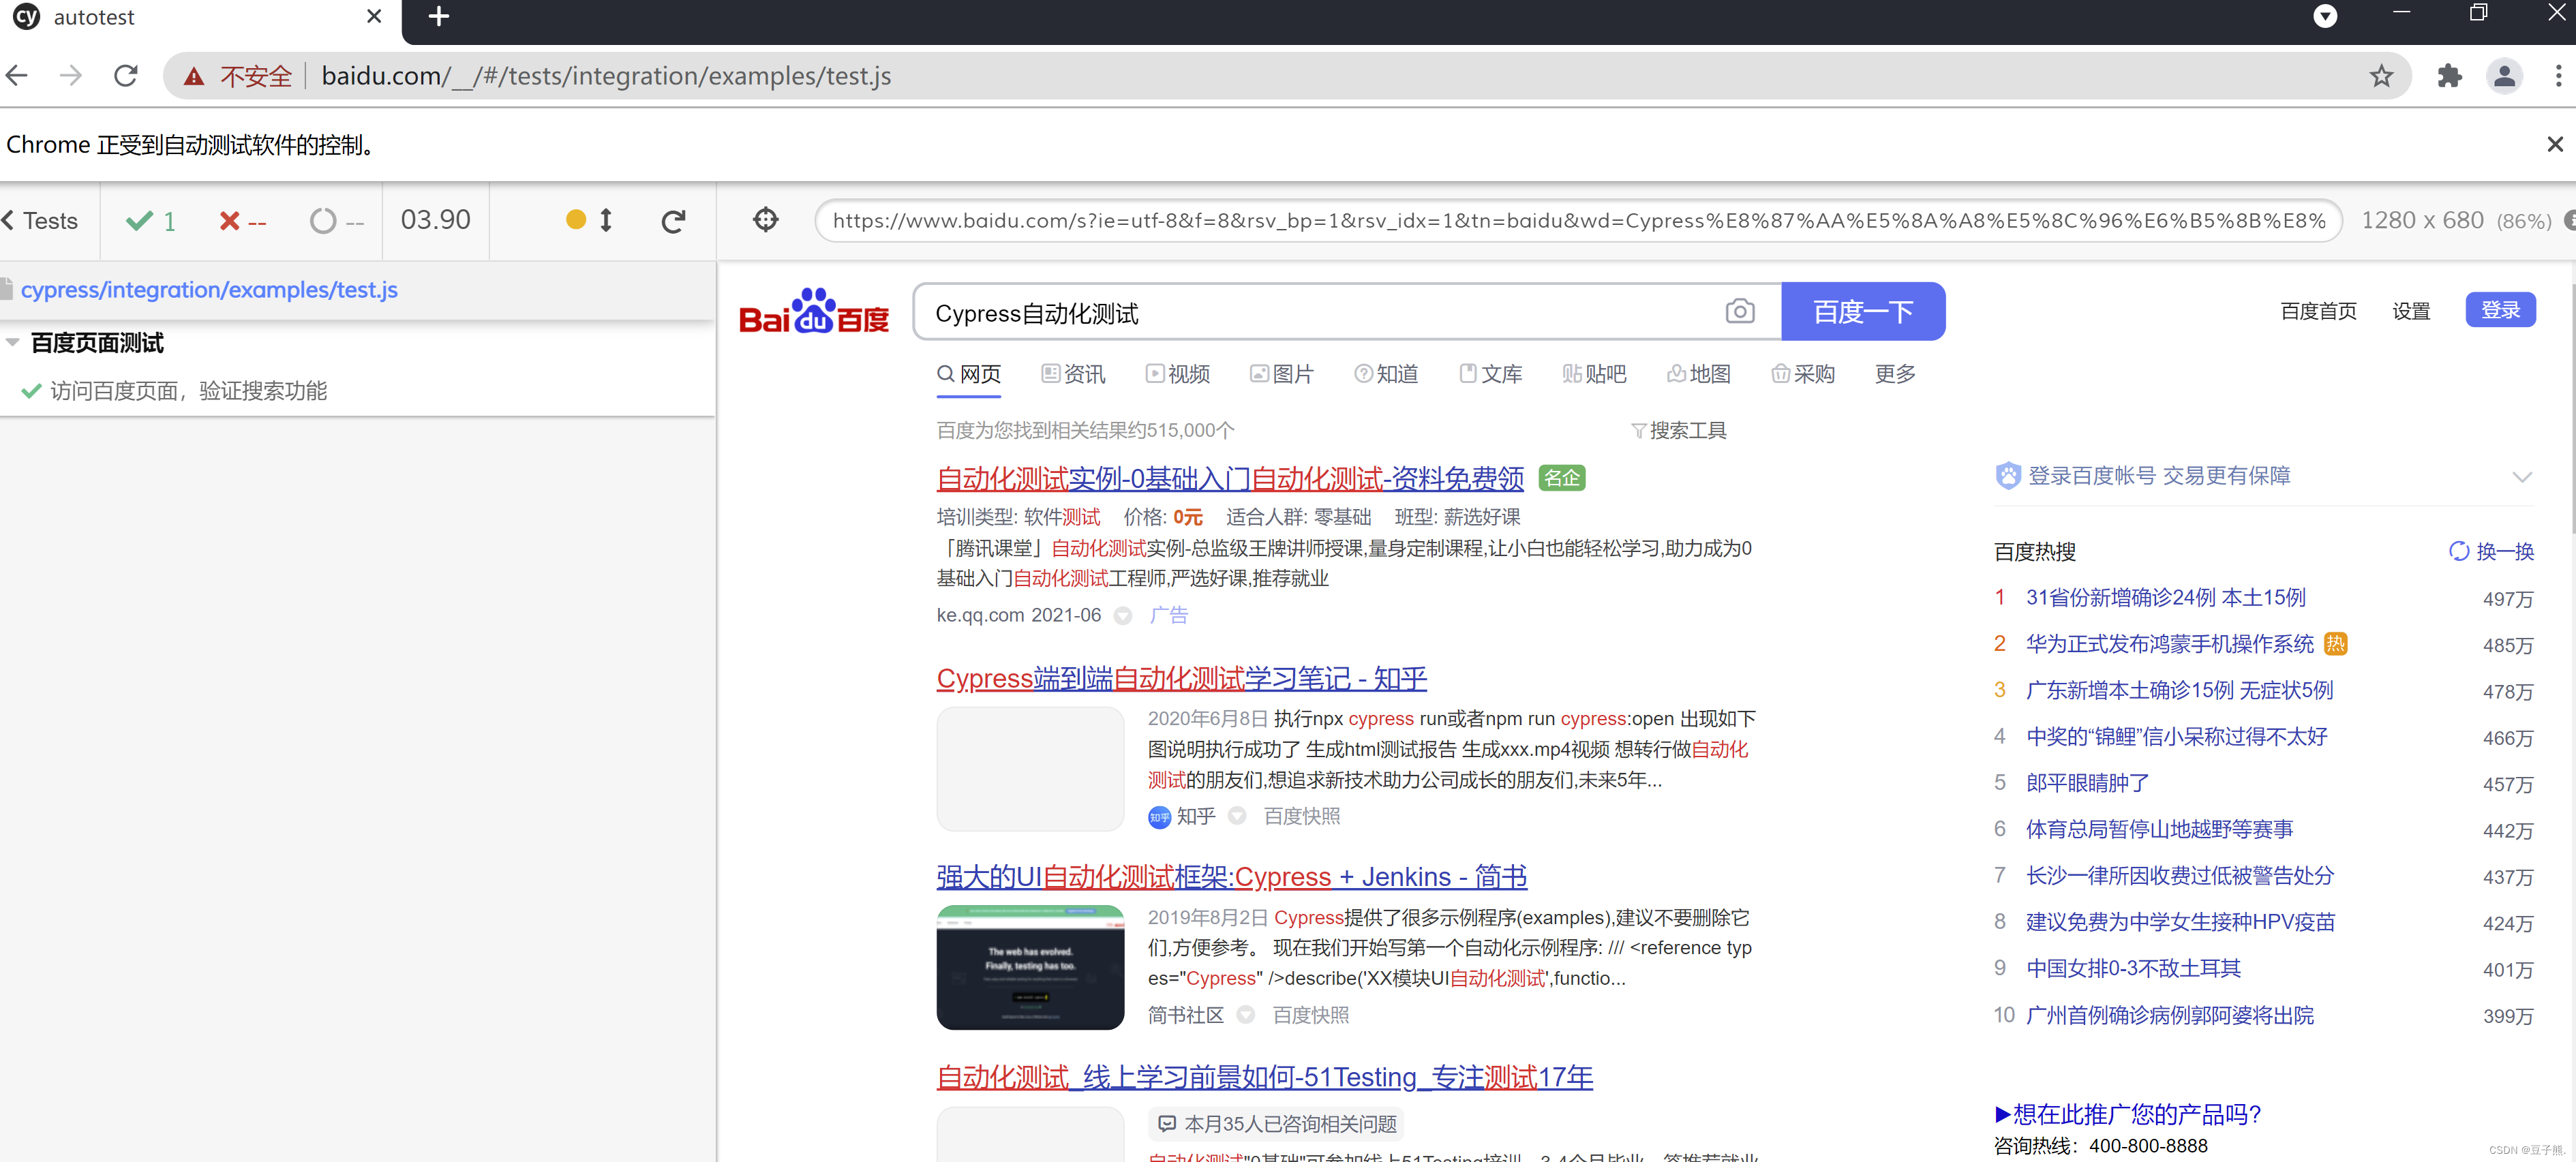 autotest
不安全 baidu.com/__/#/tests/integration/examples/test.js
Chrome 正受到自动测试软件的控制。
Tests 1 -- -- 03.90
https://www.baidu.com/s?ie=utf-8&f=8&rsv_bp=1&rsv_idx=1&tn=baidu&wd=Cypress%E8%87%AA%E5%8A%A8%E5%8C%96%E6%B5%8B%E8% 1280 x 680 (86%)
cypress/integration/examples/test.js
百度页面测试
访问百度页面，验证搜索功能
Bai du 百度 Cypress自动化测试 百度一下
百度首页 设置 登录
网页 资讯 视频 图片 知道 文库 贴吧 地图 采购 更多
百度为您找到相关结果约515,000个 搜索工具
自动化测试实例-0基础入门自动化测试-资料免费领 名企
培训类型: 软件测试 价格: 0元 适合人群: 零基础 班型: 薪选好课
「腾讯课堂」自动化测试实例-总监级王牌讲师授课,量身定制课程,让小白也能轻松学习,助力成为0
基础入门自动化测试工程师,严选好课,推荐就业
ke.qq.com 2021-06 广告
Cypress端到端自动化测试学习笔记 - 知乎
2020年6月8日 执行npx cypress run或者npm run cypress:open 出现如下
图说明执行成功了 生成html测试报告 生成xxx.mp4视频 想转行做自动化
测试的朋友们,想追求新技术助力公司成长的朋友们,未来5年...
知乎 知乎 百度快照
强大的UI自动化测试框架:Cypress + Jenkins - 简书
The web has evolved.
Finally, testing has too.
2019年8月2日 Cypress提供了很多示例程序(examples),建议不要删除它
们,方便参考。 现在我们开始写第一个自动化示例程序: /// <reference typ
es="Cypress" />describe('XX模块UI自动化测试',functio...
简书社区 百度快照
自动化测试_线上学习前景如何-51Testing_专注测试17年
本月35人已咨询相关问题
自动化测试"0基础"可参加线上51Testing培训，3-4个月毕业，签推荐就业
登录百度帐号 交易更有保障
百度热搜 换一换
1 31省份新增确诊24例 本土15例 497万
2 华为正式发布鸿蒙手机操作系统 热 485万
3 广东新增本土确诊15例 无症状5例 478万
4 中奖的“锦鲤”信小呆称过得不太好 466万
5 郎平眼睛肿了 457万
6 体育总局暂停山地越野等赛事 442万
7 长沙一律所因收费过低被警告处分 437万
8 建议免费为中学女生接种HPV疫苗 424万
9 中国女排0-3不敌土耳其 401万
10 广州首例确诊病例郭阿婆将出院 399万
▶想在此推广您的产品吗?
咨询热线：400-800-8888
CSDN @豆子熊.